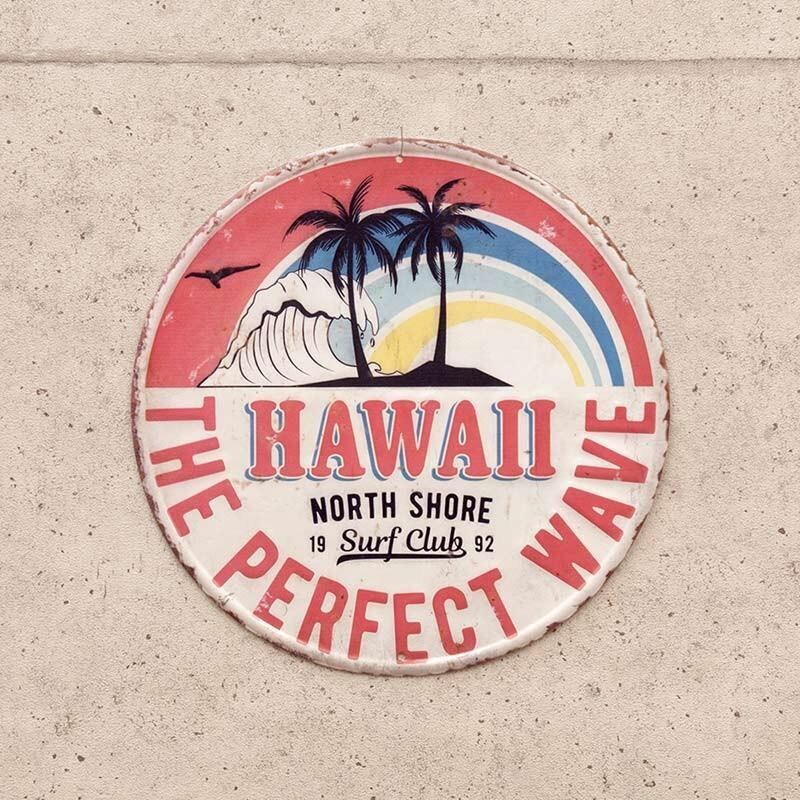 HAWAII
NORTH SHORE
19 Surf Club 92
THE PERFECT WAVE